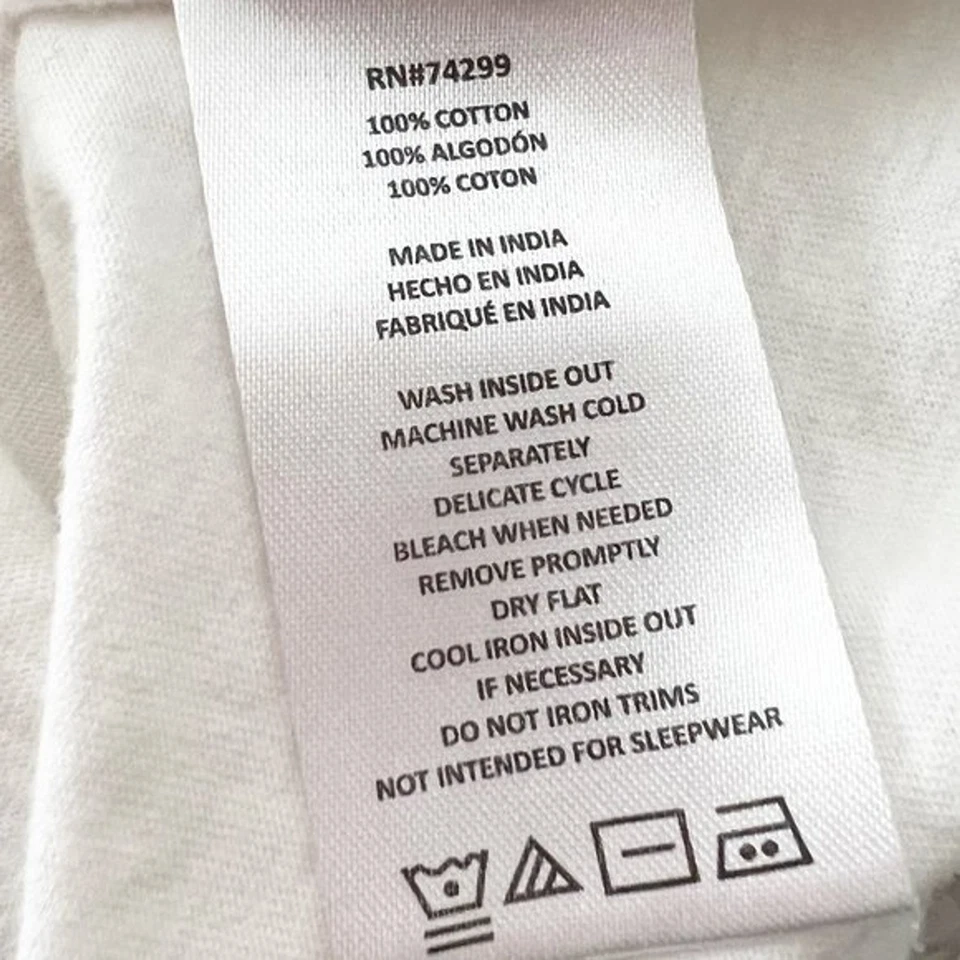 RN#74299
100% COTTON
100% ALGODÓN
100% COTON
MADE IN INDIA
HECHO EN INDIA
FABRIQUÉ EN INDIA
WASH INSIDE OUT
MACHINE WASH COLD
SEPARATELY
DELICATE CYCLE
BLEACH WHEN NEEDED
REMOVE PROMPTLY
DRY FLAT
COOL IRON INSIDE OUT
IF NECESSARY
DO NOT IRON TRIMS
NOT INTENDED FOR SLEEPWEAR